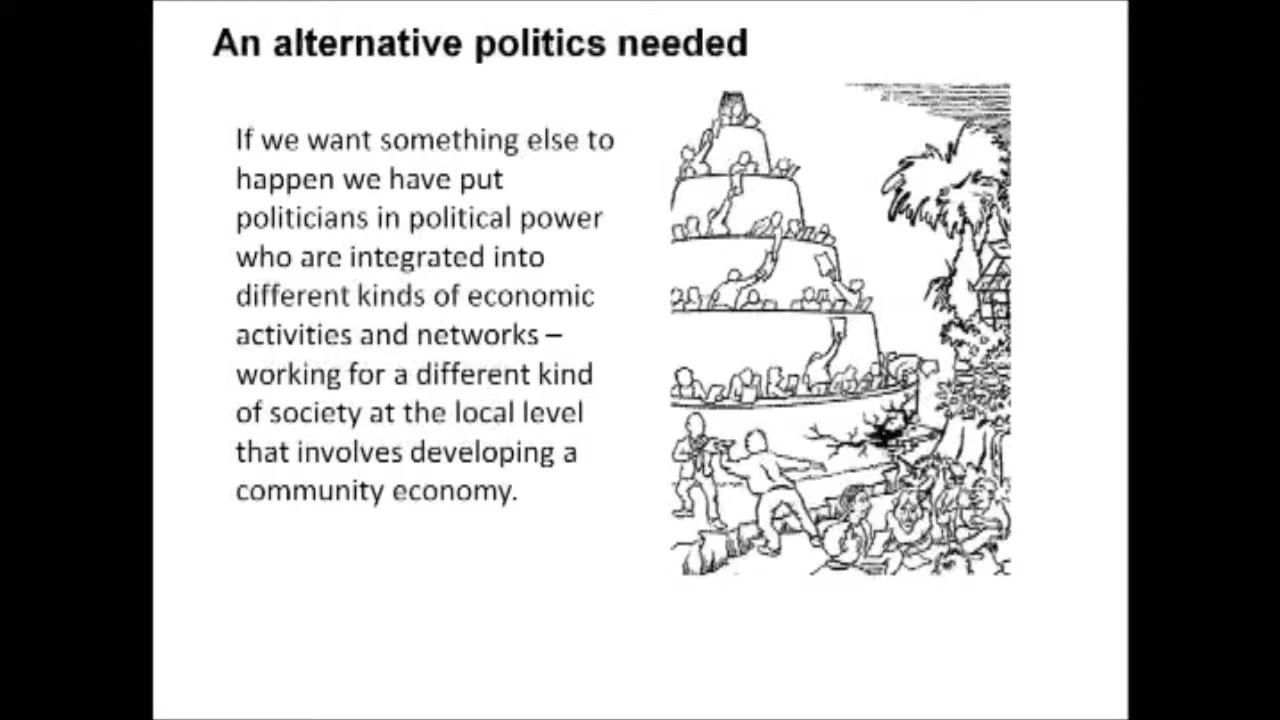 An alternative politics needed
If we want something else to
happen we have put
politicians in political power
who are integrated into
different kinds of economic
activities and networks –
working for a different kind
of society at the local level
that involves developing a
community economy.